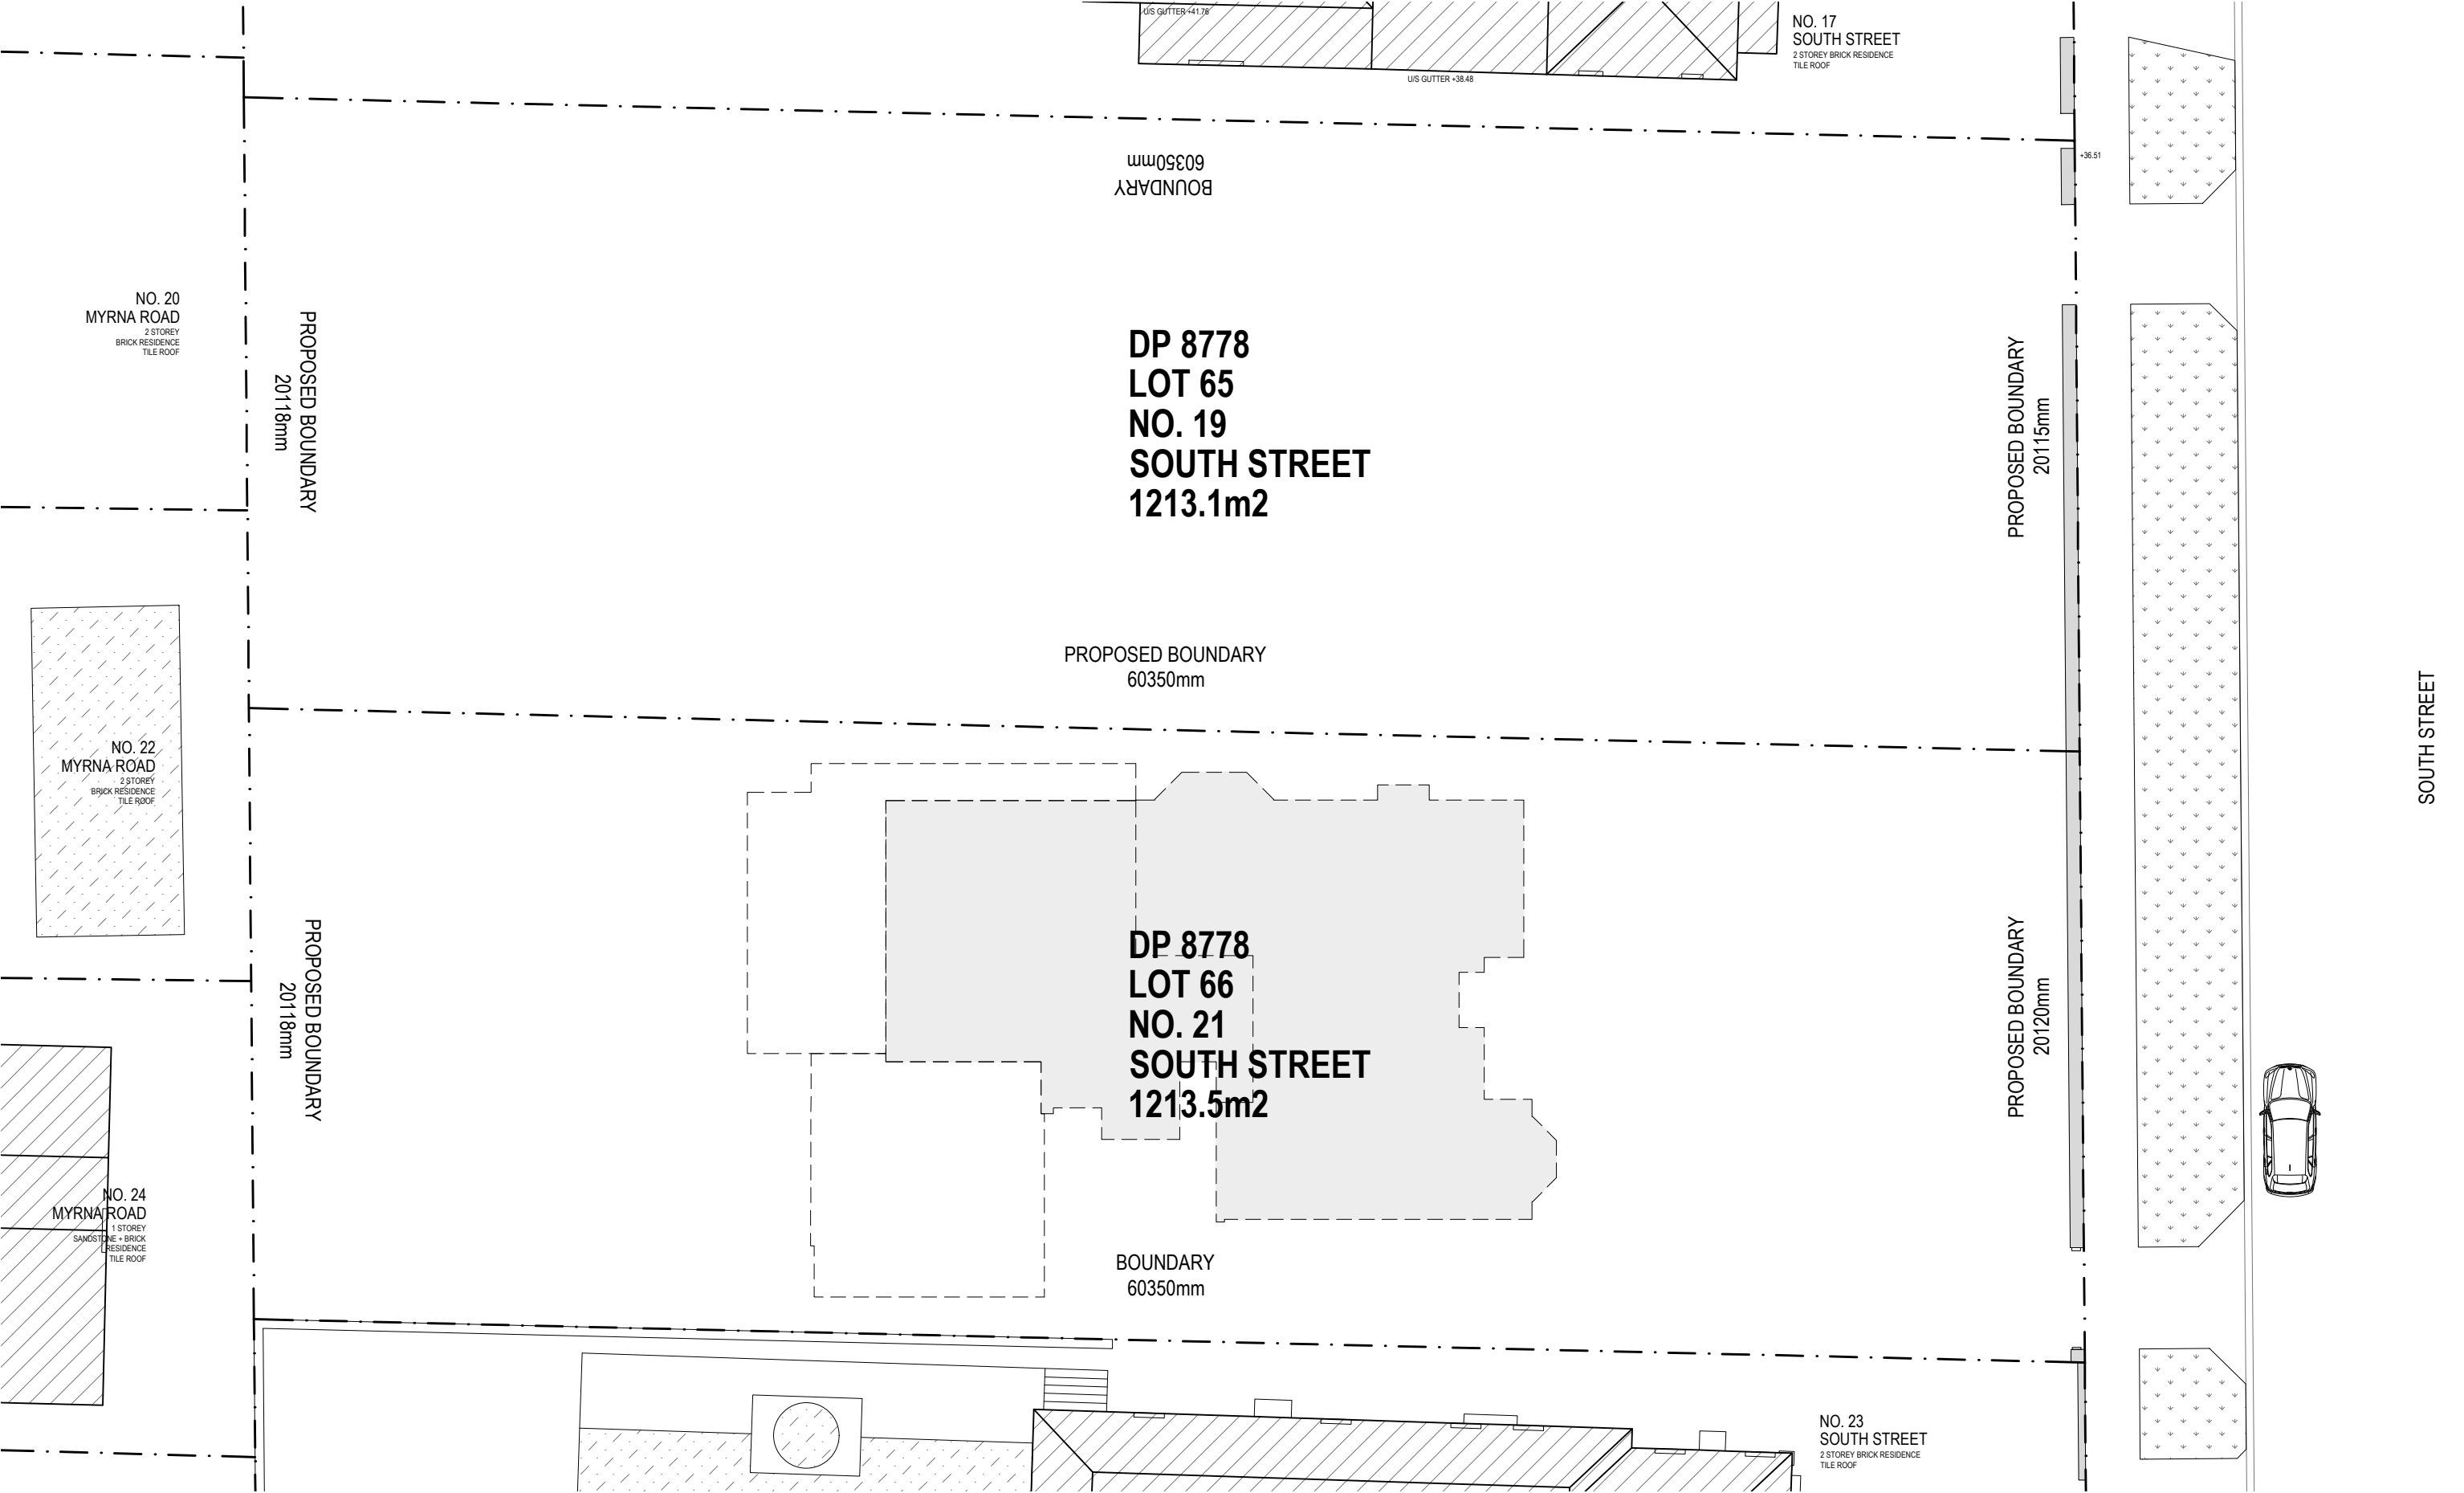 U/S GUTTER +41.76
NO. 17
SOUTH STREET
2 STOREY BRICK RESIDENCE
TILE ROOF
U/S GUTTER +38.48
BOUNDARY
60350mm
+36.51
NO. 20
MYRNA ROAD
2 STOREY
BRICK RESIDENCE
TILE ROOF
PROPOSED BOUNDARY
20118mm
DP 8778
LOT 65
NO. 19
SOUTH STREET
1213.1m2
PROPOSED BOUNDARY
20115mm
PROPOSED BOUNDARY
60350mm
SOUTH STREET
NO. 22
MYRNA ROAD
2 STOREY
BRICK RESIDENCE
TILE ROOF
PROPOSED BOUNDARY
20118mm
DP 8778
LOT 66
NO. 21
SOUTH STREET
1213.5m2
PROPOSED BOUNDARY
20120mm
NO. 24
MYRNA ROAD
1 STOREY
SANDSTONE + BRICK
RESIDENCE
TILE ROOF
BOUNDARY
60350mm
NO. 23
SOUTH STREET
2 STOREY BRICK RESIDENCE
TILE ROOF